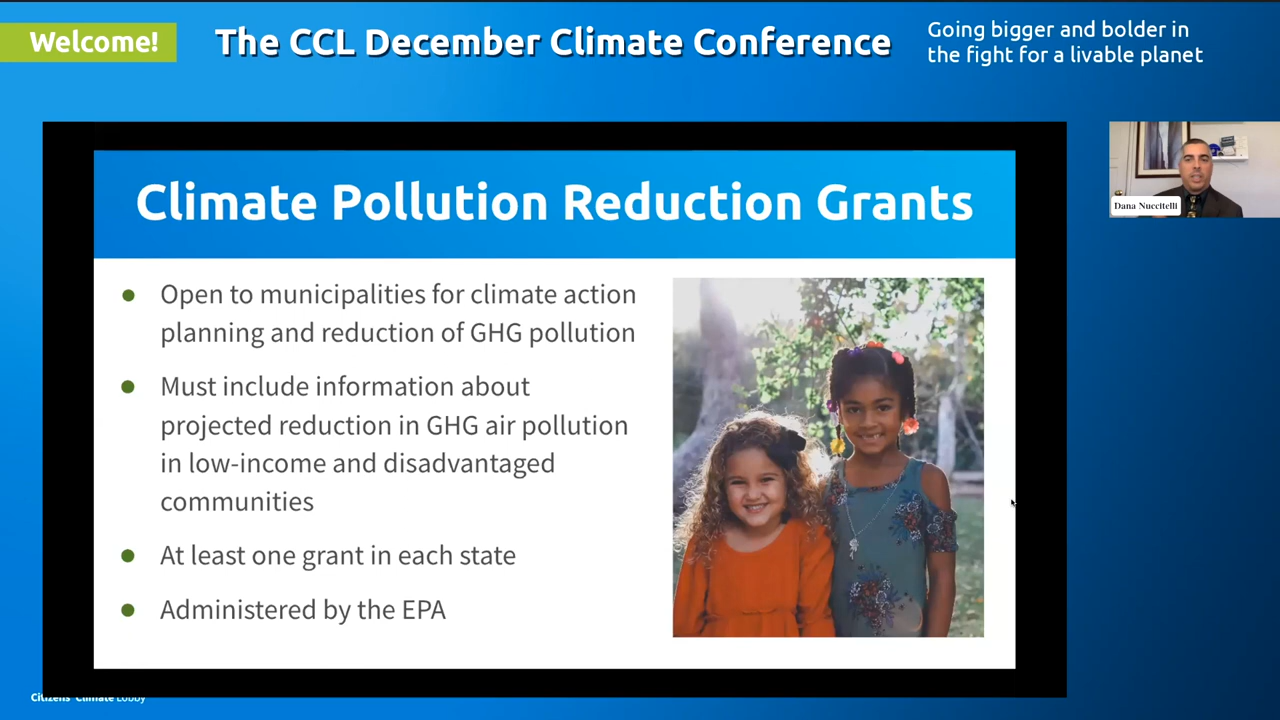 Welcome!
The CCL December Climate Conference
Going bigger and bolder in
the fight for a livable planet
Climate Pollution Reduction Grants
● Open to municipalities for climate action
planning and reduction of GHG pollution
● Must include information about
projected reduction in GHG air pollution
in low-income and disadvantaged
communities
● At least one grant in each state
● Administered by the EPA
Dana Nuccitelli
Citizens' Climate Lobby